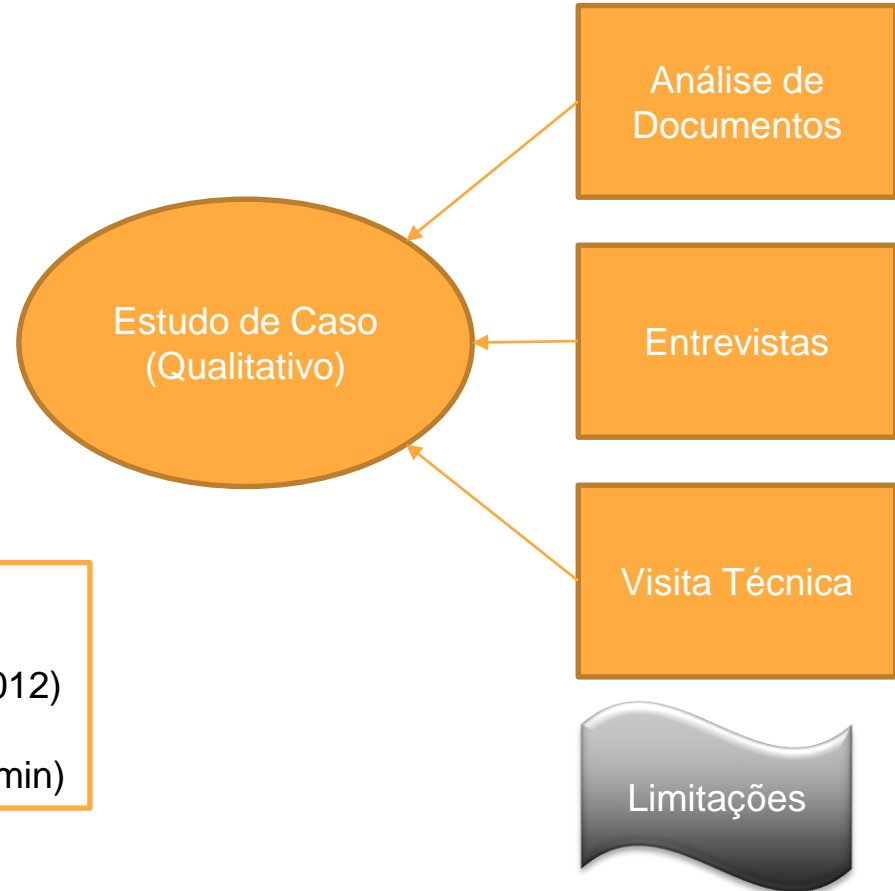 Análise de
Documentos
Estudo de Caso
(Qualitativo)
Entrevistas
Visita Técnica
012)
min)
Limitações